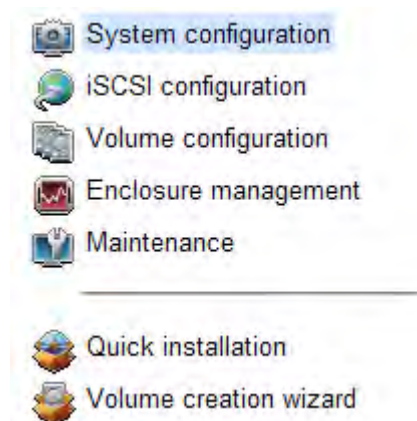 System configuration
iSCSI configuration
Volume configuration
Enclosure management
Maintenance
Quick installation
Volume creation wizard